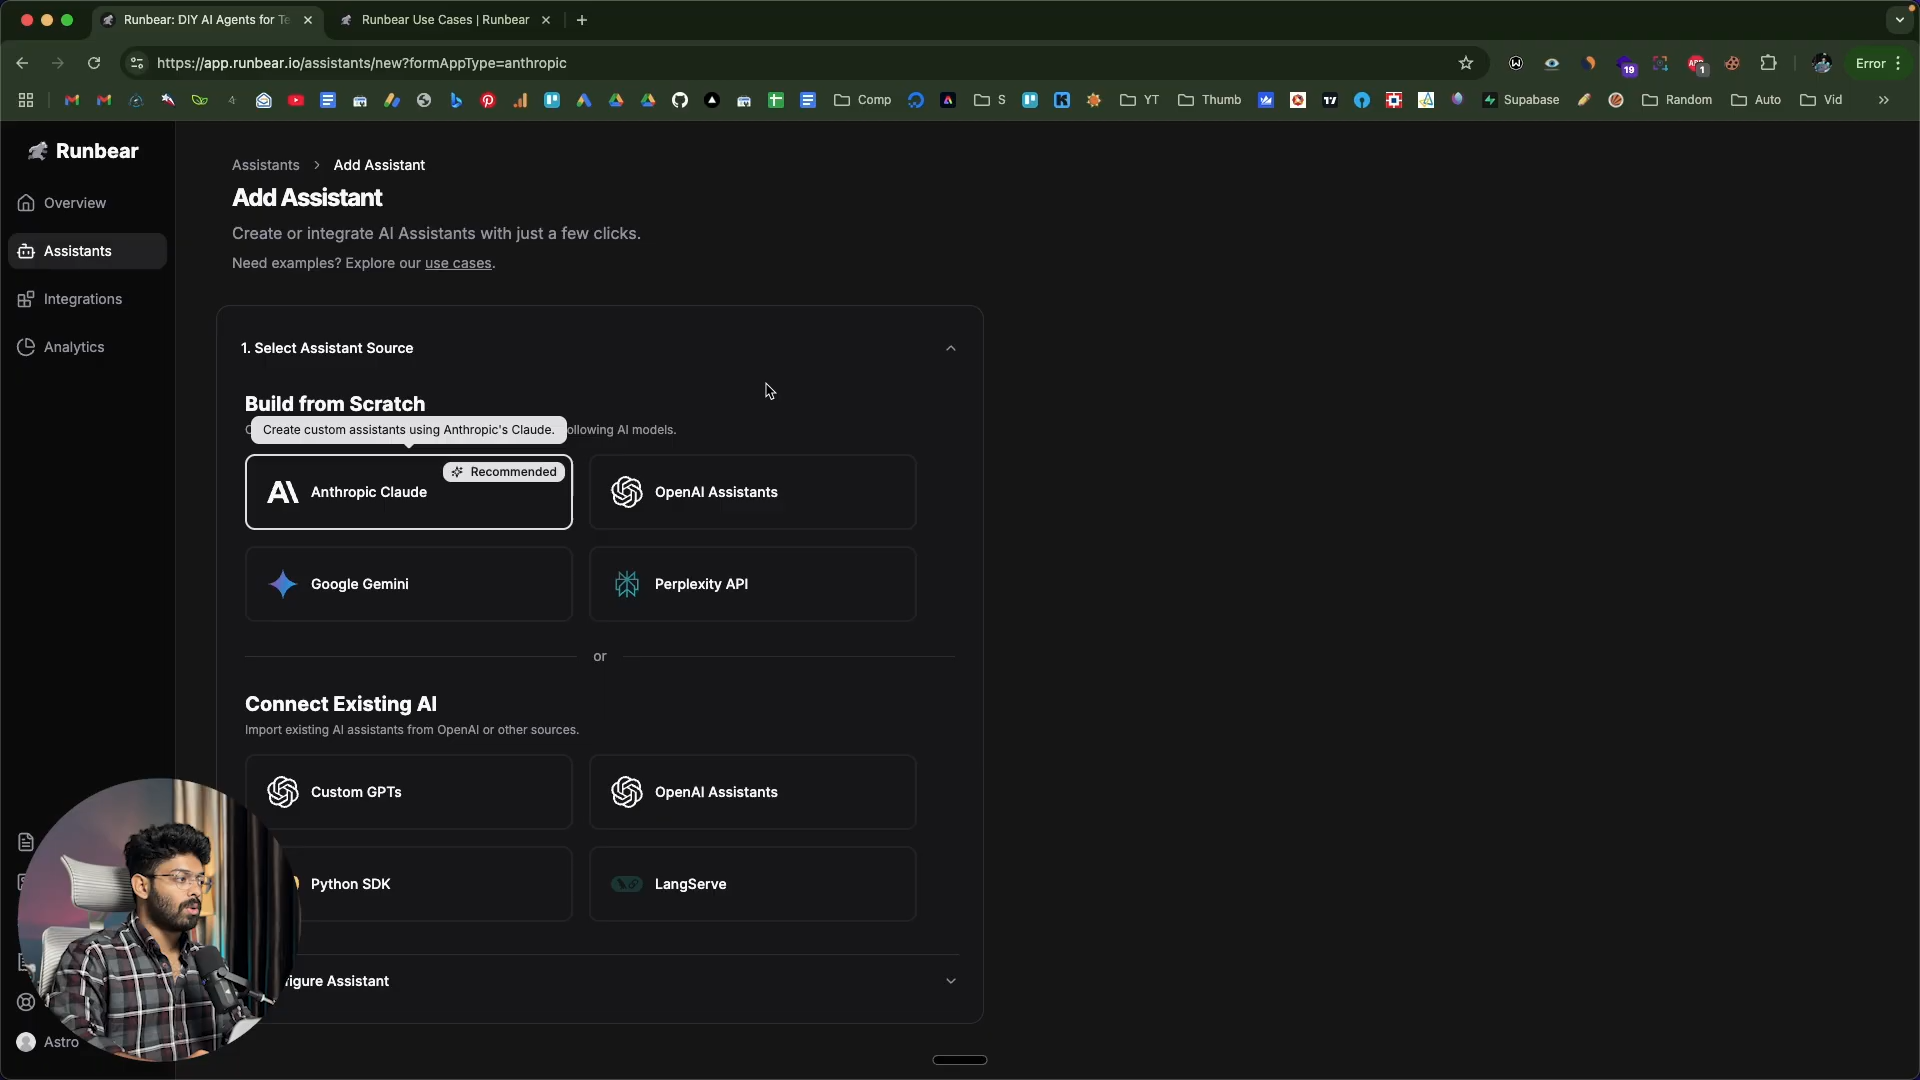 Runbear: DIY AI Agents for Te
Runbear Use Cases | Runbear
https://app.runbear.io/assistants/new?formAppType=anthropic
19
1
Error
Comp
S
YT
Thumb
Supabase
Random
Auto
Vid
Runbear
Overview
Assistants
Integrations
Analytics
Astro
Assistants > Add Assistant
Add Assistant
Create or integrate AI Assistants with just a few clicks.
Need examples? Explore our use cases.
1. Select Assistant Source
Build from Scratch
Create custom assistants using Anthropic's Claude.
ollowing AI models.
Recommended
Anthropic Claude
OpenAI Assistants
Google Gemini
Perplexity API
or
Connect Existing AI
Import existing AI assistants from OpenAI or other sources.
Custom GPTs
OpenAI Assistants
Python SDK
LangServe
igure Assistant